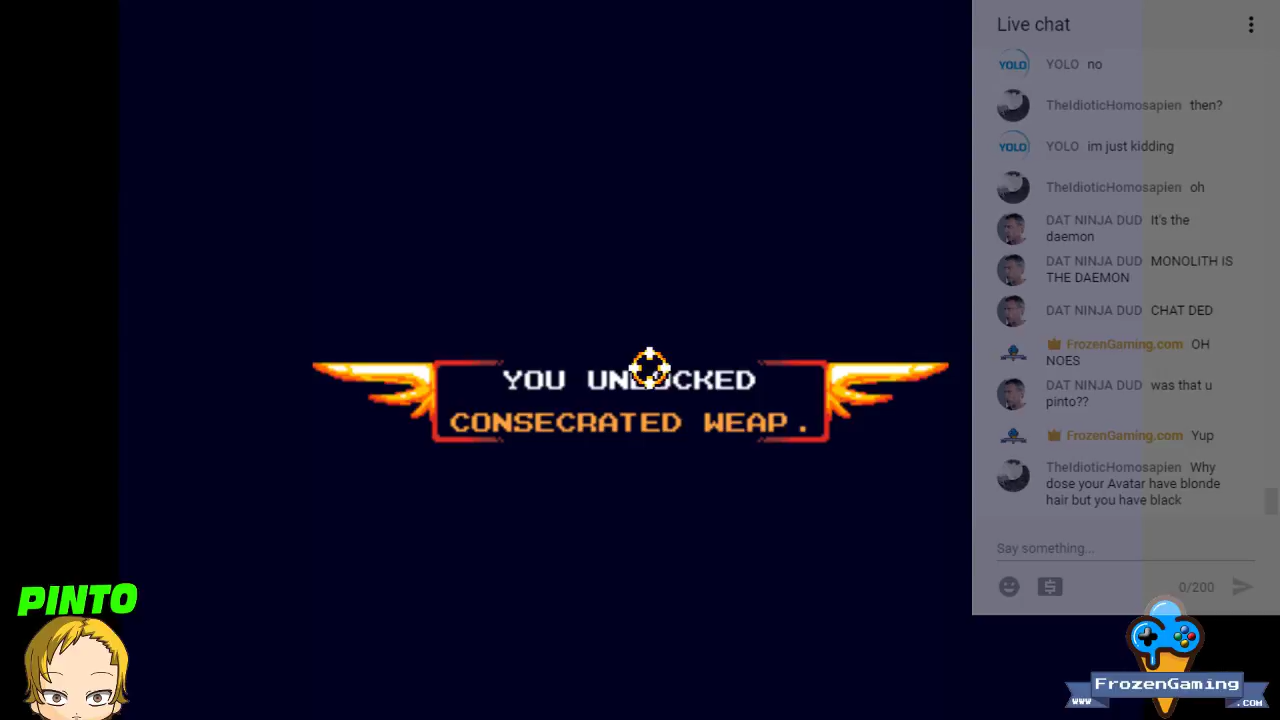 Live chat
YOLO no
TheIdioticHomosapien then?
YOLO im just kidding
TheIdioticHomosapien oh
DAT NINJA DUD It's the
daemon
DAT NINJA DUD MONOLITH IS
THE DAEMON
DAT NINJA DUD CHAT DED
FrozenGaming.com OH
NOES
DAT NINJA DUD was that u
pinto??
FrozenGaming.com Yup
TheIdioticHomosapien Why
dose your Avatar have blonde
hair but you have black
Say something...
0/200
YOU UNLOCKED
CONSECRATED WEAP.
PINTO
FrozenGaming
WWW .COM
YOLO
YOLO